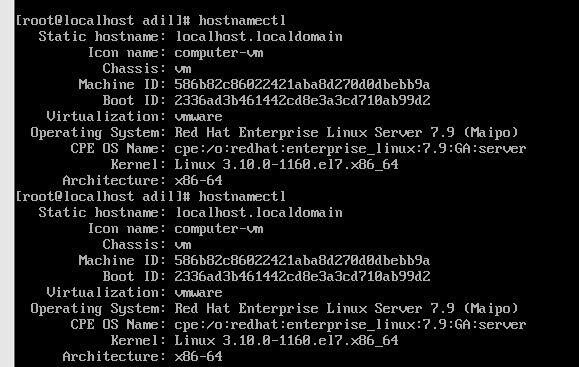 [root@localhost adil]# hostnamectl
Static hostname: localhost.localdomain
Icon name: computer-vm
Chassis: vm
Machine ID: 586b82c86022421aba8d270d0dbebb9a
Boot ID: 2336ad3b461442cd8e3a3cd710ab99d2
Virtualization: vmware
Operating System: Red Hat Enterprise Linux Server 7.9 (Maipo)
CPE OS Name: cpe:/o:redhat:enterprise_linux:7.9:GA:server
Kernel: Linux 3.10.0-1160.el7.x86_64
Architecture: x86-64
[root@localhost adil]# hostnamectl
Static hostname: localhost.localdomain
Icon name: computer-vm
Chassis: vm
Machine ID: 586b82c86022421aba8d270d0dbebb9a
Boot ID: 2336ad3b461442cd8e3a3cd710ab99d2
Virtualization: vmware
Operating System: Red Hat Enterprise Linux Server 7.9 (Maipo)
CPE OS Name: cpe:/o:redhat:enterprise_linux:7.9:GA:server
Kernel: Linux 3.10.0-1160.el7.x86_64
Architecture: x86-64